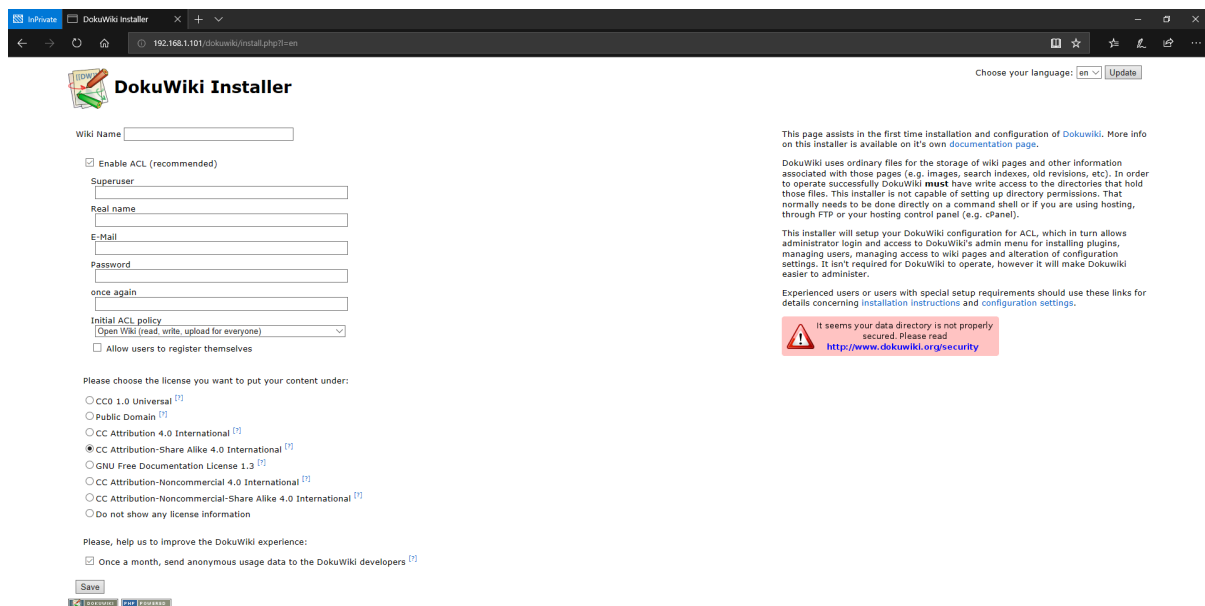 InPrivate
DokuWiki Installer
192.168.1.101/dokuwiki/install.php?l=en
DokuWiki Installer
Choose your language: en Update
Wiki Name
Enable ACL (recommended)
Superuser
Real name
E-Mail
Password
once again
Initial ACL policy
Open Wiki (read, write, upload for everyone)
Allow users to register themselves
Please choose the license you want to put your content under:
CC0 1.0 Universal [?]
Public Domain [?]
CC Attribution 4.0 International [?]
CC Attribution-Share Alike 4.0 International [?]
GNU Free Documentation License 1.3 [?]
CC Attribution-Noncommercial 4.0 International [?]
CC Attribution-Noncommercial-Share Alike 4.0 International [?]
Do not show any license information
Please, help us to improve the DokuWiki experience:
Once a month, send anonymous usage data to the DokuWiki developers [?]
Save
DOKUWIKI PHP POWERED
This page assists in the first time installation and configuration of Dokuwiki. More info
on this installer is available on it's own documentation page.
DokuWiki uses ordinary files for the storage of wiki pages and other information
associated with those pages (e.g. images, search indexes, old revisions, etc). In order
to operate successfully DokuWiki must have write access to the directories that hold
those files. This installer is not capable of setting up directory permissions. That
normally needs to be done directly on a command shell or if you are using hosting,
through FTP or your hosting control panel (e.g. cPanel).
This installer will setup your DokuWiki configuration for ACL, which in turn allows
administrator login and access to DokuWiki's admin menu for installing plugins,
managing users, managing access to wiki pages and alteration of configuration
settings. It isn't required for DokuWiki to operate, however it will make Dokuwiki
easier to administer.
Experienced users or users with special setup requirements should use these links for
details concerning installation instructions and configuration settings.
It seems your data directory is not properly
secured. Please read
http://www.dokuwiki.org/security